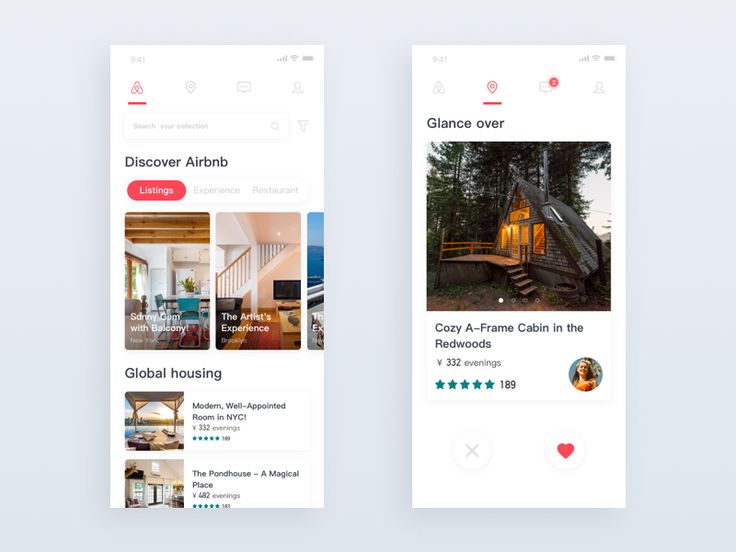 9:41
Search your collection
Discover Airbnb
Listings
Experience
Restaurant
Sunny Gem
with Balcony!
New York
The Artist's
Experience
Brooklyn
Th
Ex
Ne
Global housing
Modern, Well-Appointed
Room in NYC!
¥ 332 evenings
189
The Pondhouse - A Magical
Place
¥ 482 evenings
183
9:41
2
Glance over
Cozy A-Frame Cabin in the
Redwoods
¥ 332 evenings
189